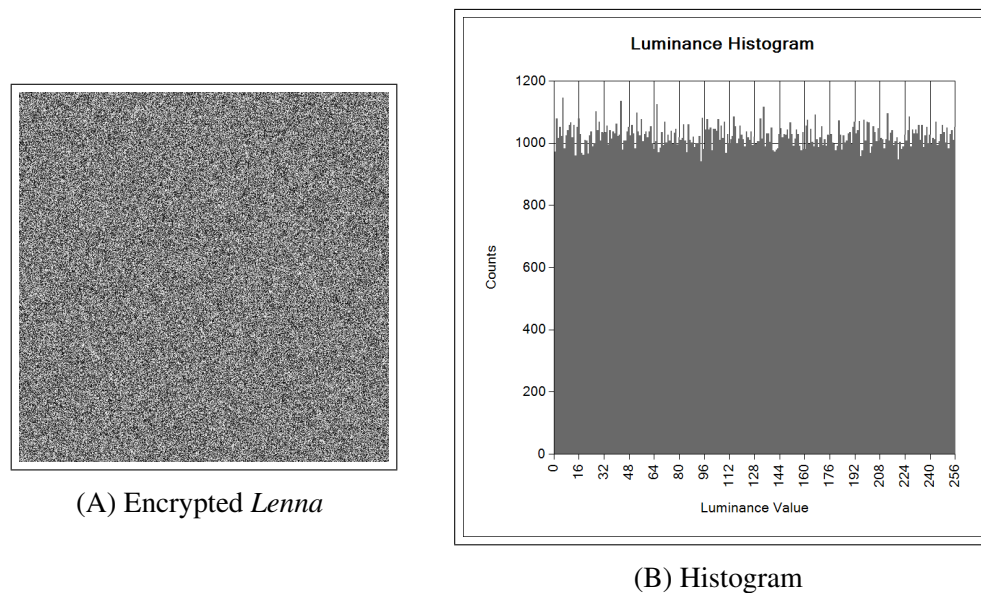 Luminance Histogram
1200
1000
800
600
400
200
0
Counts
0 16 32 48 64 80 96 112 128 144 160 176 192 208 224 240 256
Luminance Value
(A) Encrypted Lenna
(B) Histogram